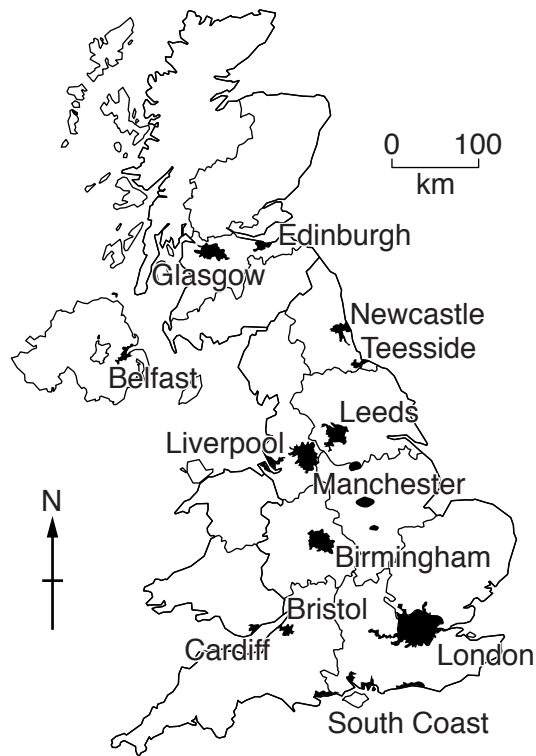 0 100
km
Edinburgh
Glasgow
Newcastle
Teesside
Belfast
Leeds
Liverpool
Manchester
N
Birmingham
Bristol
Cardiff
London
South Coast